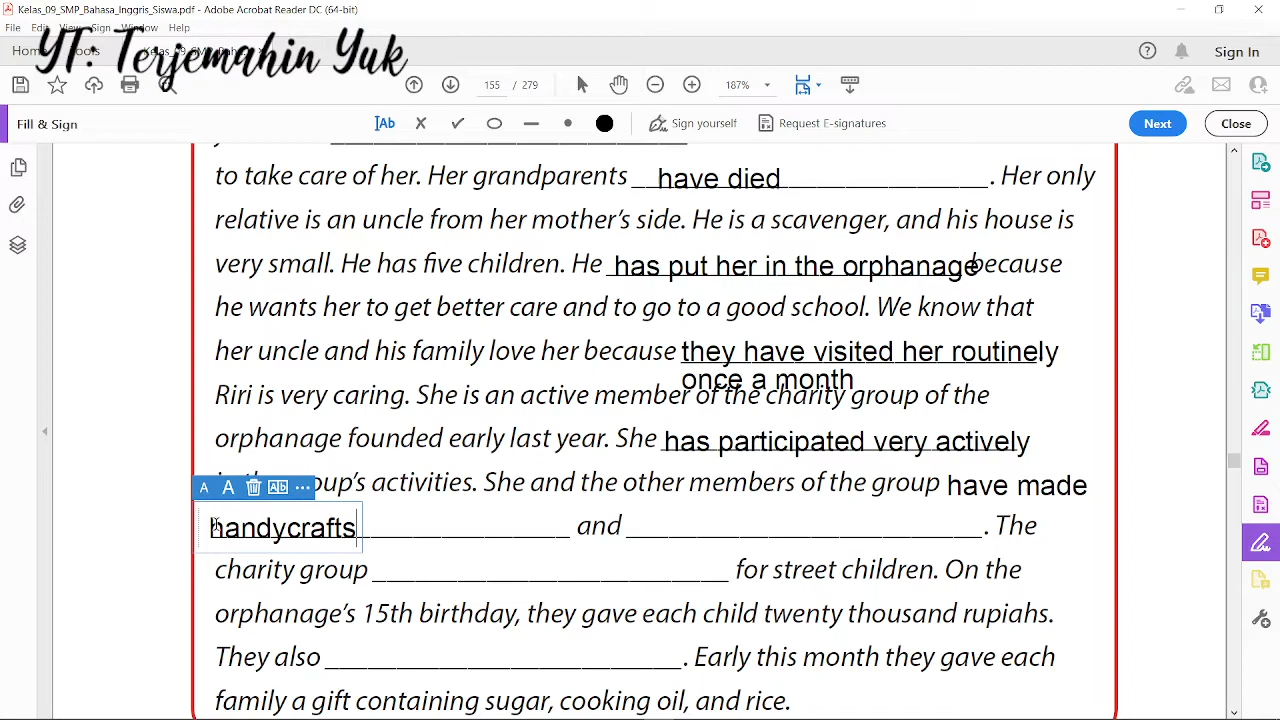 Kelas_09_SMP_Bahasa_Inggris_Siswa.pdf - Adobe Acrobat Reader DC (64-bit)
File Edit View Sign Window Help
YT: Terjemahin Yuk
Home Tools
Sign In
155 / 279
187%
Fill & Sign
Ab
Sign yourself
Request E-signatures
Next
Close
to take care of her. Her grandparents have died. Her only
relative is an uncle from her mother's side. He is a scavenger, and his house is
very small. He has five children. He has put her in the orphanage because
he wants her to get better care and to go to a good school. We know that
her uncle and his family love her because they have visited her routinely
once a month
Riri is very caring. She is an active member of the charity group of the
orphanage founded early last year. She has participated very actively
group's activities. She and the other members of the group have made
handycrafts and . The
charity group for street children. On the
orphanage's 15th birthday, they gave each child twenty thousand rupiahs.
They also . Early this month they gave each
family a gift containing sugar, cooking oil, and rice.